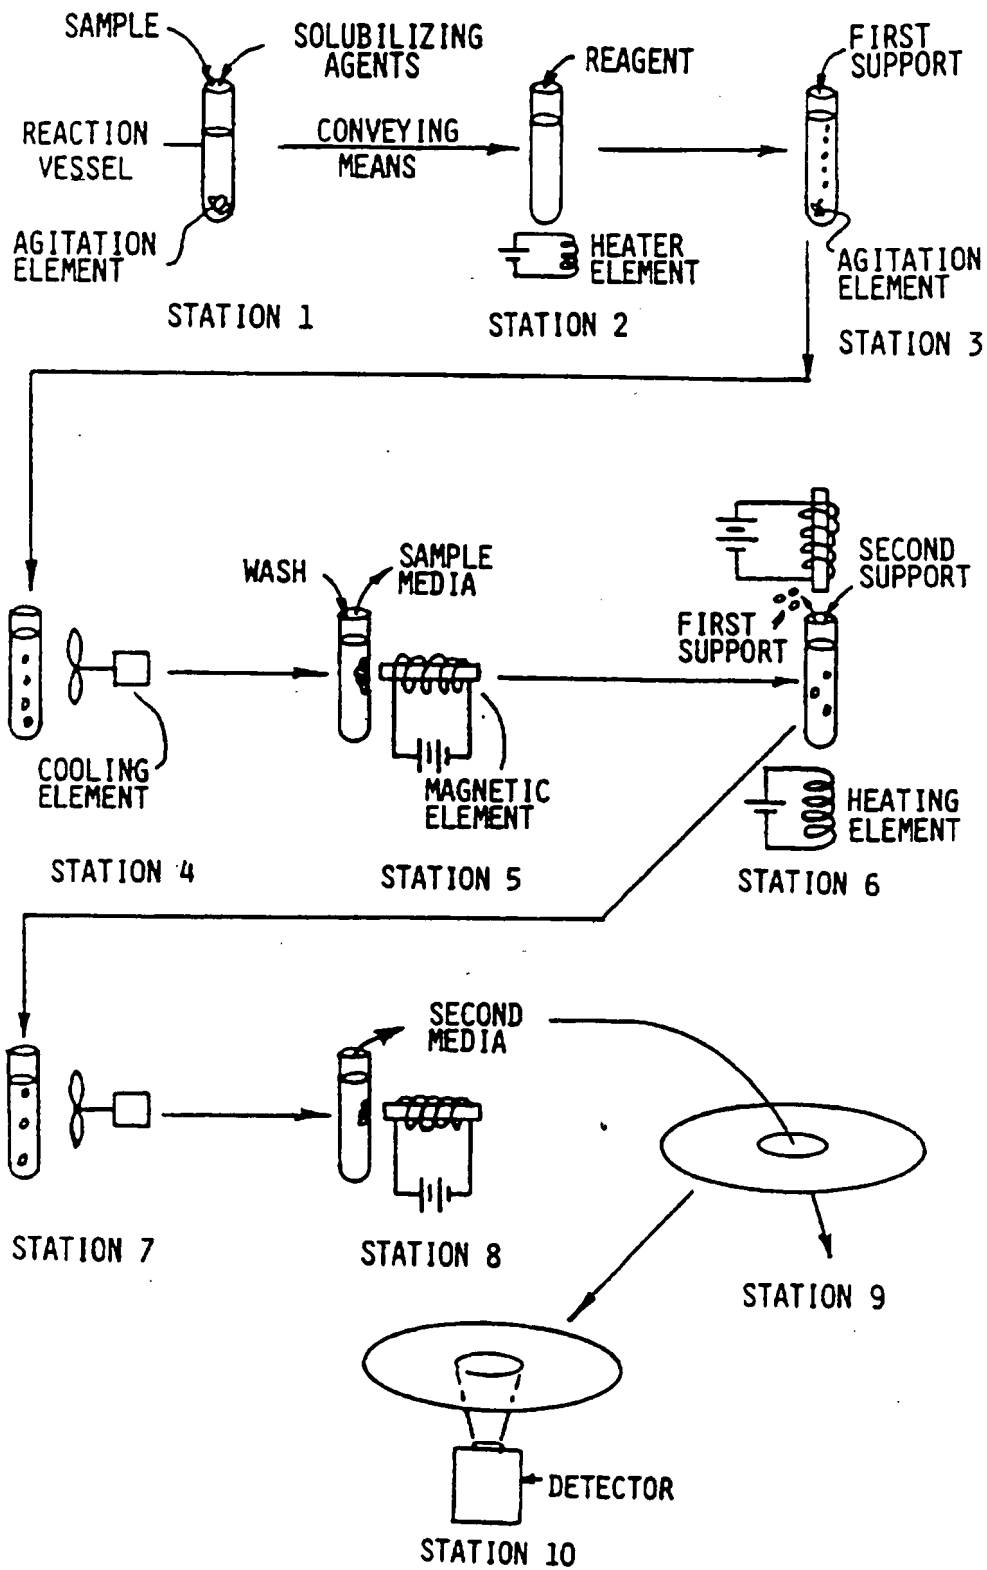 SAMPLE
SOLUBILIZING
AGENTS
REACTION
VESSEL
AGITATION
ELEMENT
STATION 1
CONVEYING
MEANS
REAGENT
HEATER
ELEMENT
STATION 2
FIRST
SUPPORT
AGITATION
ELEMENT
STATION 3
COOLING
ELEMENT
STATION 4
WASH
SAMPLE
MEDIA
MAGNETIC
ELEMENT
STATION 5
SECOND
SUPPORT
FIRST
SUPPORT
HEATING
ELEMENT
STATION 6
STATION 7
SECOND
MEDIA
STATION 8
STATION 9
DETECTOR
STATION 10